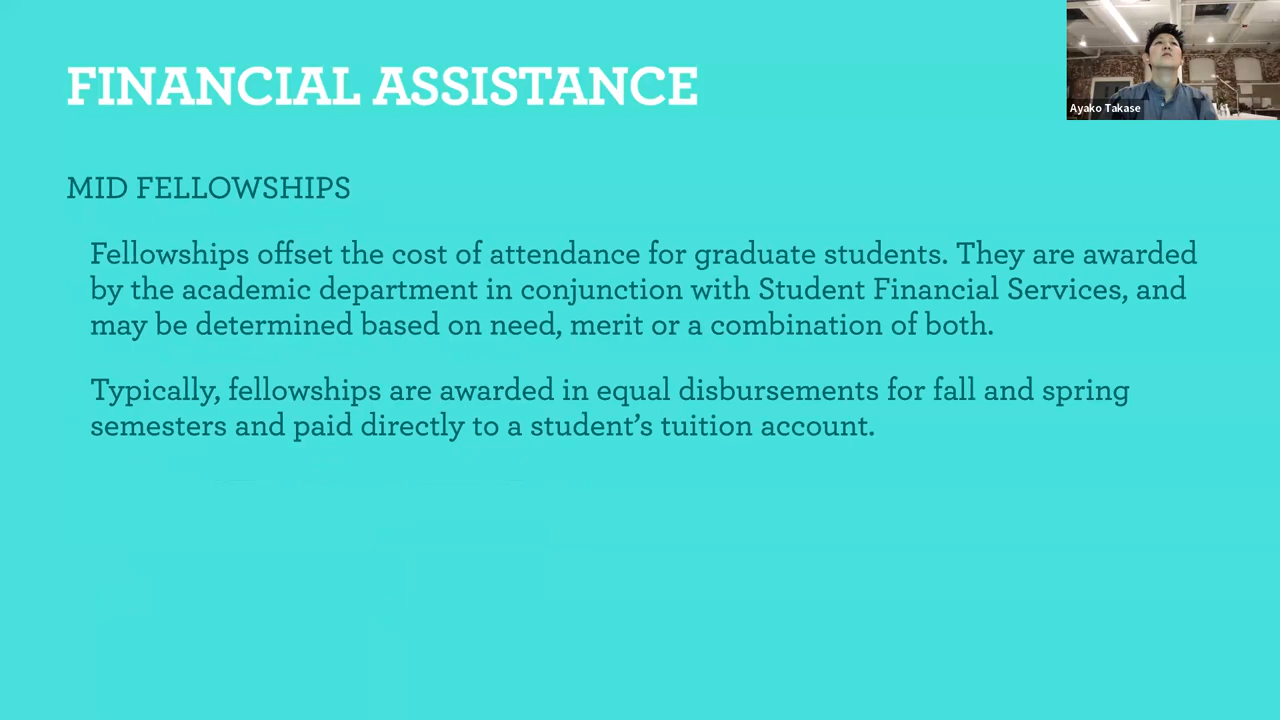 FINANCIAL ASSISTANCE
Ayako Takase
MID FELLOWSHIPS
Fellowships offset the cost of attendance for graduate students. They are awarded
by the academic department in conjunction with Student Financial Services, and
may be determined based on need, merit or a combination of both.
Typically, fellowships are awarded in equal disbursements for fall and spring
semesters and paid directly to a student’s tuition account.